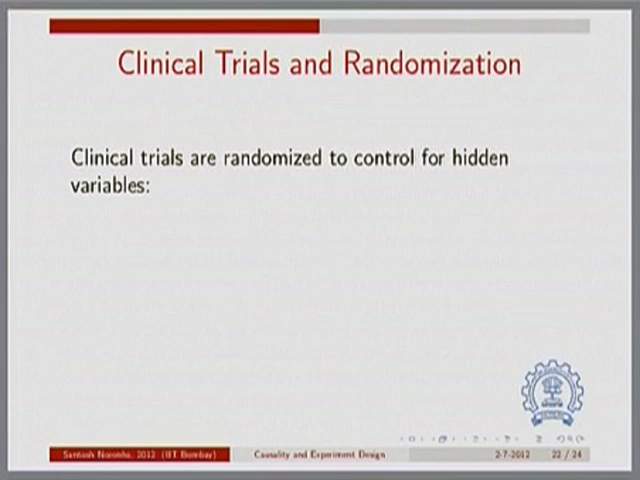 Clinical Trials and Randomization
Clinical trials are randomized to control for hidden
variables:
Santosh Noronha, 2012 (IIT Bombay) Causality and Experiment Design 2-7-2012 22 / 24